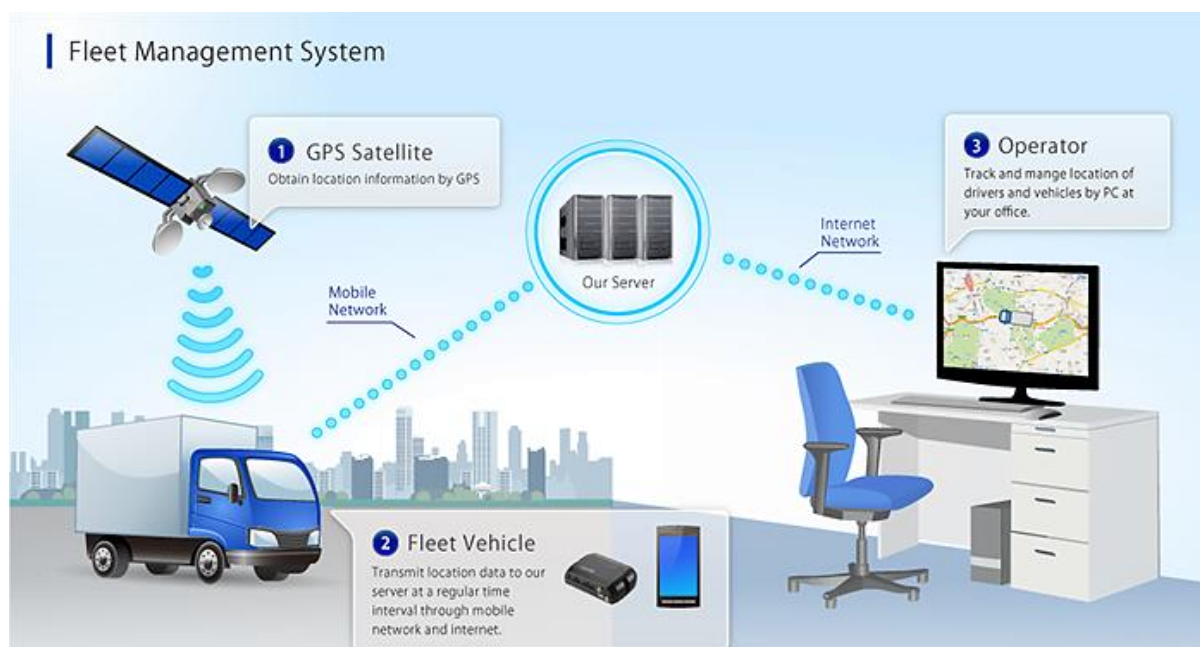 Fleet Management System
1 GPS Satellite
Obtain location information by GPS
Our Server
Mobile
Network
Internet
Network
3 Operator
Track and mange location of
drivers and vehicles by PC at
your office.
2 Fleet Vehicle
Transmit location data to our
server at a regular time
interval through mobile
network and internet.